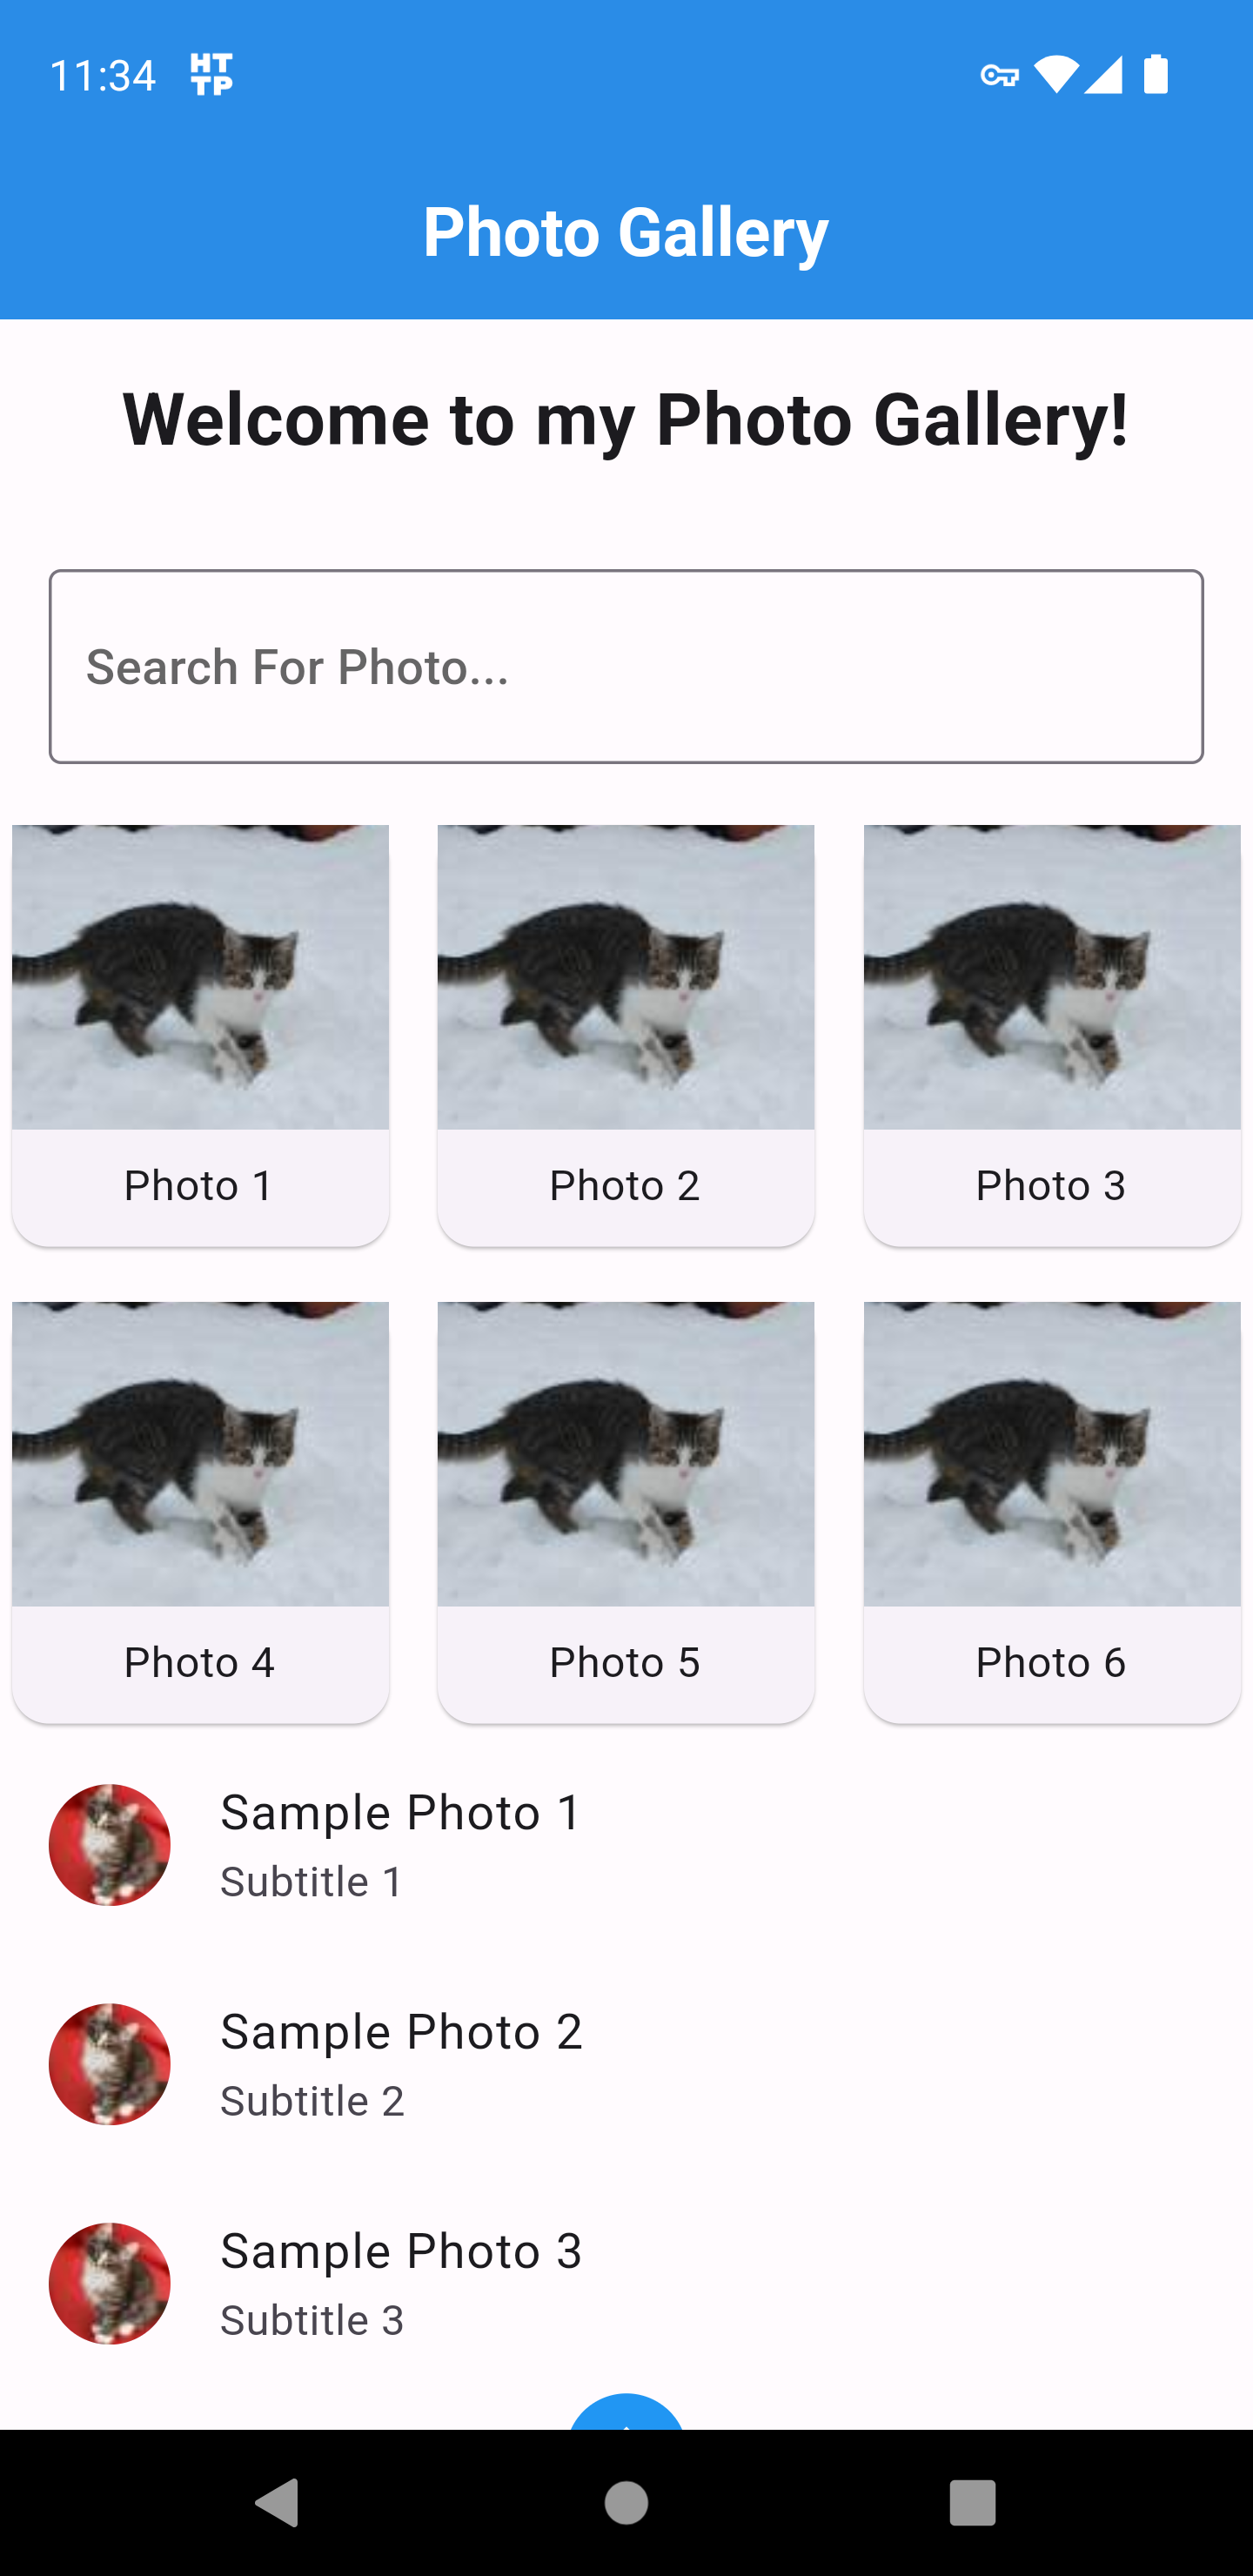 11:34 HTTP
Photo Gallery
Welcome to my Photo Gallery!
Search For Photo...
Photo 1 Photo 2 Photo 3
Photo 4 Photo 5 Photo 6
Sample Photo 1
Subtitle 1
Sample Photo 2
Subtitle 2
Sample Photo 3
Subtitle 3